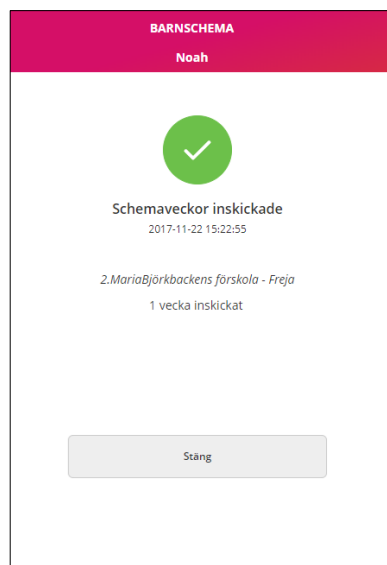 BARNSCHEMA
Noah
Schemaveckor inskickade
2017-11-22 15:22:55
2.MariaBjörkbackens förskola - Freja
1 vecka inskickat
Stäng